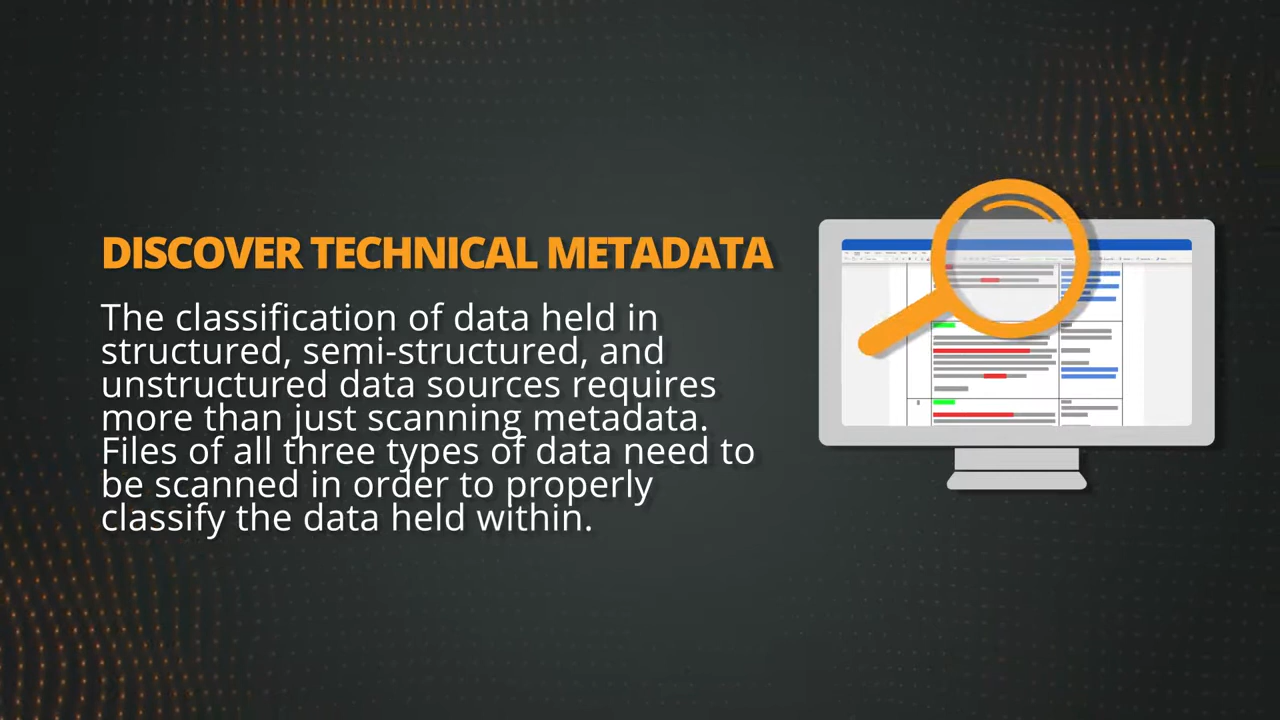 DISCOVER TECHNICAL METADATA
The classification of data held in
structured, semi-structured, and
unstructured data sources requires
more than just scanning metadata.
Files of all three types of data need to
be scanned in order to properly
classify the data held within.